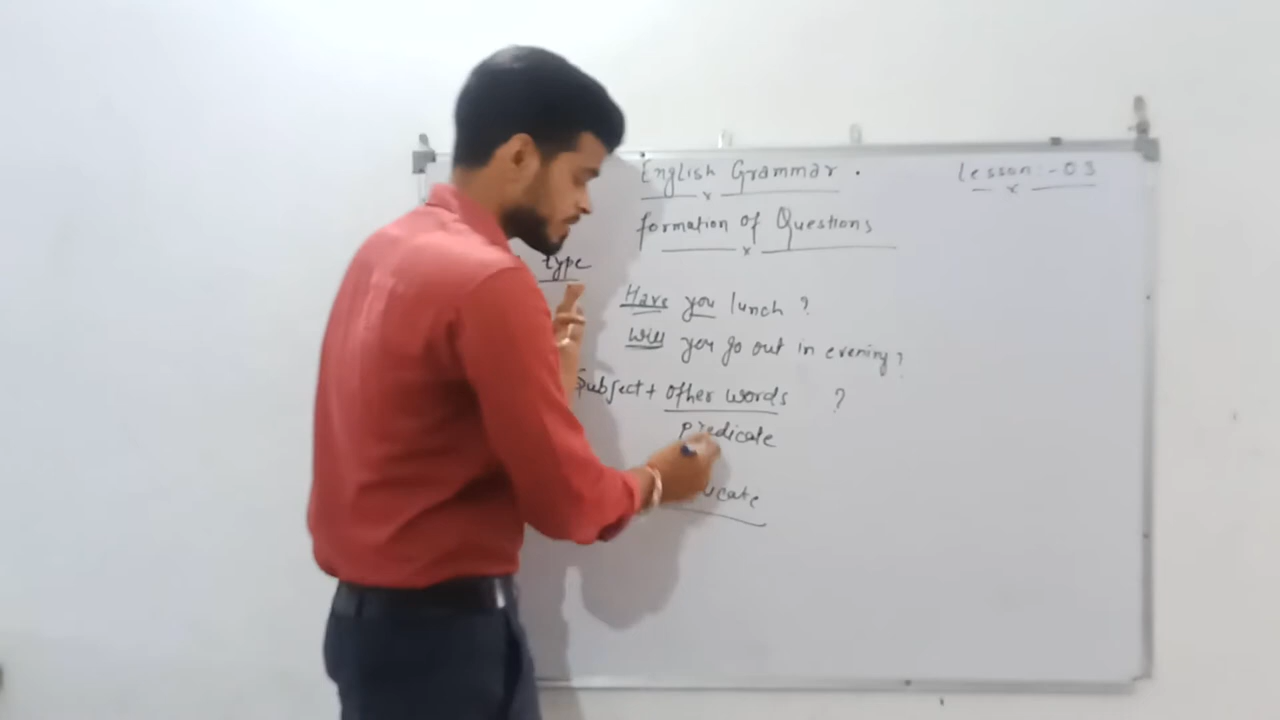 English Grammar.
Lesson:-03
formation of Questions
type
Have you lunch ?
Will you go out in evening?
Subject + other words ?
predicate